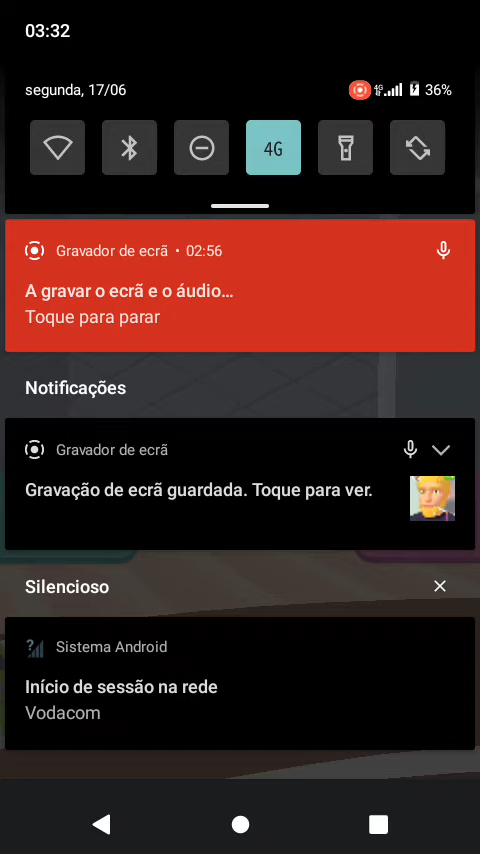 03:32
segunda, 17/06
4G 36%
4G
Gravador de ecrã • 02:56
A gravar o ecrã e o áudio…
Toque para parar
Notificações
Gravador de ecrã
Gravação de ecrã guardada. Toque para ver.
Silencioso
Sistema Android
Início de sessão na rede
Vodacom